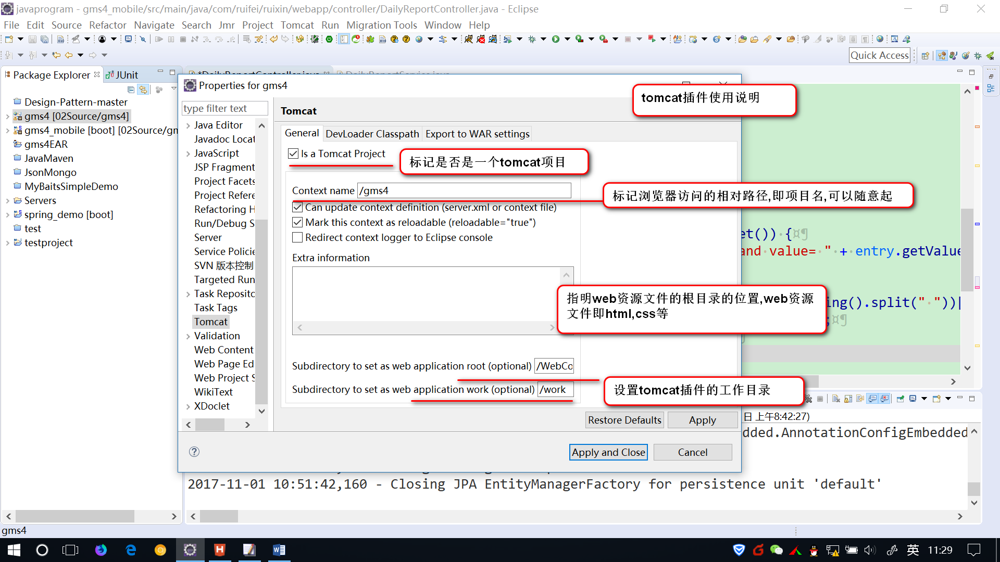 javaprogram - gms4_mobile/src/main/java/com/ruifei/ruixin/webapp/controller/DailyReportController.java - Eclipse
File Edit Source Refactor Navigate Search Jmr Project Tomcat Run Migration Tools Window Help
Quick Access
Package Explorer
JUnit
Design-Pattern-master
gms4 [02Source/gms4]
gms4_mobile [boot] [02Source/gm
gms4EAR
JavaMaven
JsonMongo
MyBaitsSimpleDemo
Servers
spring_demo [boot]
test
testproject
Properties for gms4
type filter text
Java Editor
Javadoc Locat
JavaScript
JSP Fragment
Project Facets
Project Refere
Refactoring H
Run/Debug S
Server
Service Policie
SVN 版本控制
Targeted Run
Task Reposito
Task Tags
Tomcat
Validation
Web Content
Web Page Ed
Web Project S
WikiText
XDoclet
Tomcat
tomcat插件使用说明
General DevLoader Classpath Export to WAR settings
Is a Tomcat Project
标记是否是一个tomcat项目
Context name /gms4
标记浏览器访问的相对路径,即项目名,可以随意起
Can update context definition (server.xml or context file)
Mark this context as reloadable (reloadable="true")
Redirect context logger to Eclipse console
Extra information
指明web资源文件的根目录的位置,web资源
文件即html,css等
Subdirectory to set as web application root (optional) /WebCo
Subdirectory to set as web application work (optional) /work
设置tomcat插件的工作目录
Restore Defaults Apply
Apply and Close Cancel
et()) {¤¶
and value= " + entry.getValue
ing().split(" "))
;¤¶
日 上午8:42:27)
dded.AnnotationConfigEmbedded
2017-11-01 10:51:42,160 - Closing JPA EntityManagerFactory for persistence unit 'default'
gms4
英 11:29